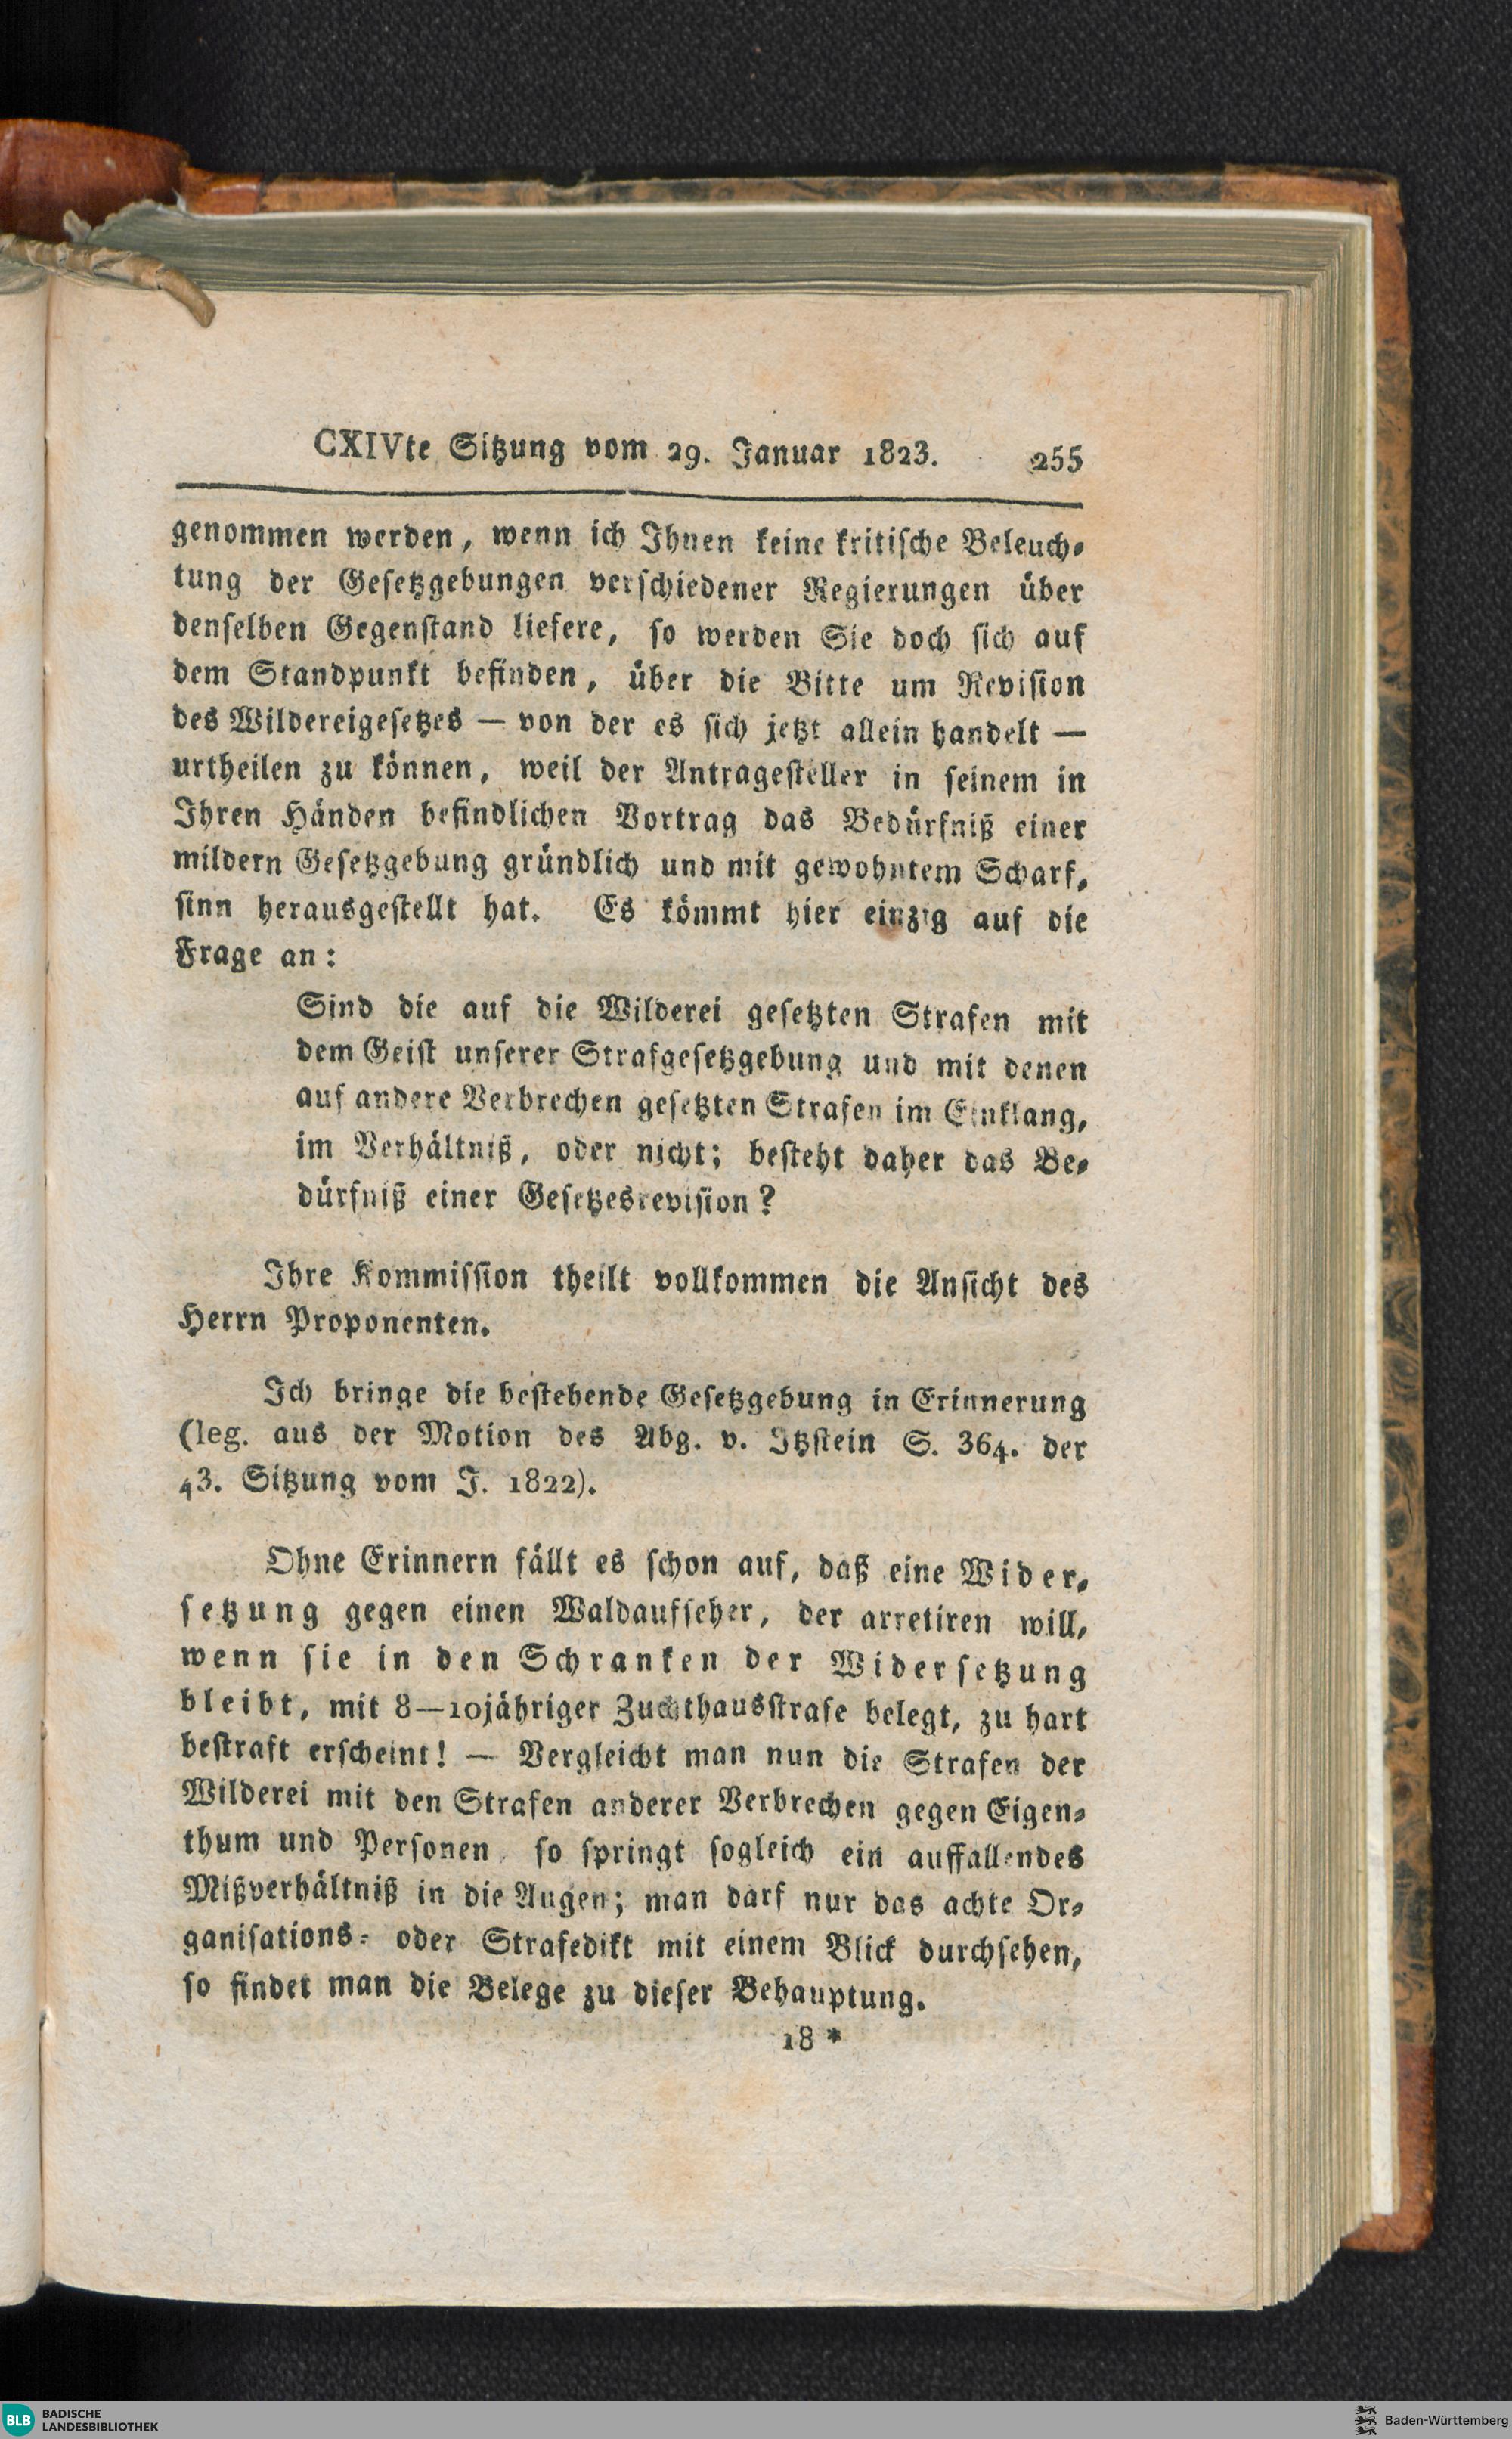 CXIVte Sitzung vom 29. Januar 1823. 255
genommen werden, wenn ich Ihnen keine kritische Beleuch-
tung der Gesetzgebungen verschiedener Regierungen über
denselben Gegenstand liefere, so werden Sie doch sich auf
dem Standpunkt befinden, über die Bitte um Revision
des Wildereigesetzes — von der es sich jetzt allein handelt —
urtheilen zu können, weil der Antragesteller in seinem in
Ihren Händen befindlichen Vortrag das Bedürfniß einer
mildern Gesetzgebung gründlich und mit gewohntem Scharf-
sinn herausgestellt hat. Es kömmt hier einzig auf die
Frage an:
Sind die auf die Wilderei gesetzten Strafen mit
dem Geist unserer Strafgesetzgebung und mit denen
auf andere Verbrechen gesetzten Strafen im Einklang,
im Verhältniß, oder nicht; besteht daher das Be-
dürfniß einer Gesetzesrevision?
Ihre Kommission theilt vollkommen die Ansicht des
Herrn Proponenten.
Ich bringe die bestehende Gesetzgebung in Erinnerung
(leg. aus der Motion des Abg. v. Itzstein S. 364. der
43. Sitzung vom J. 1822).
Ohne Erinnern fällt es schon auf, daß eine Wider-
setzung gegen einen Waldaufseher, der arretiren will,
wenn sie in den Schranken der Widersetzung
bleibt, mit 8—10jähriger Zuchthausstrafe belegt, zu hart
bestraft erscheint! — Vergleicht man nun die Strafen der
Wilderei mit den Strafen anderer Verbrechen gegen Eigen-
thum und Personen so springt sogleich ein auffallendes
Mißverhältniß in die Augen; man darf nur das achte Or-
ganisations- oder Strafedikt mit einem Blick durchsehen,
so findet man die Belege zu dieser Behauptung.
18 *
BLB BADISCHE
LANDESBIBLIOTHEK
Baden-Württemberg